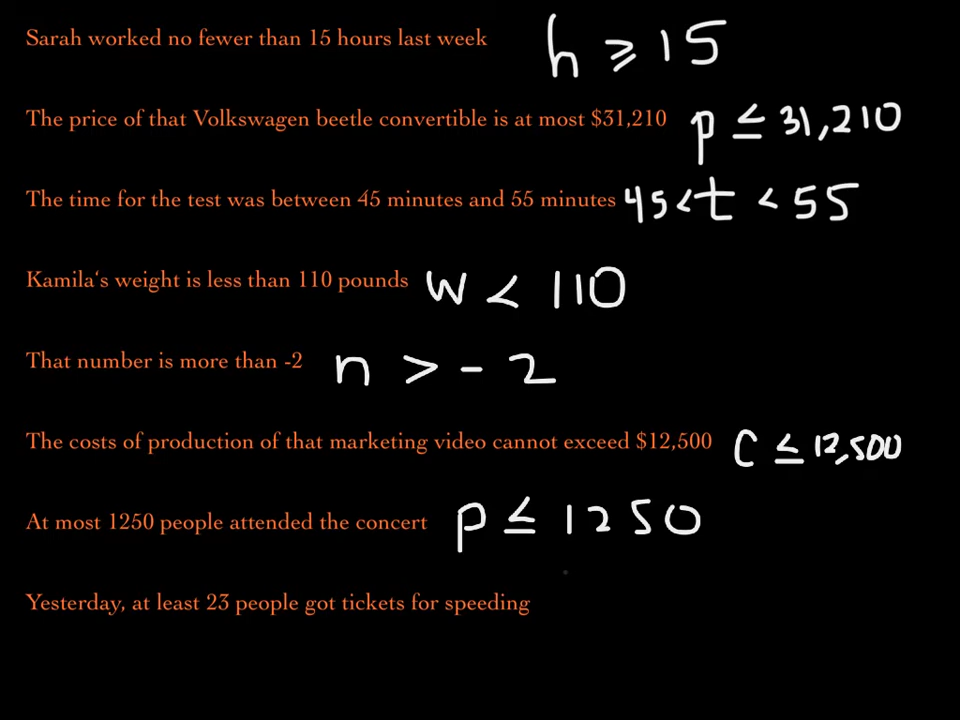 Sarah worked no fewer than 15 hours last week h ⩾ 15
The price of that Volkswagen beetle convertible is at most $31,210 p ≤ 31,210
The time for the test was between 45 minutes and 55 minutes 45 < t < 55
Kamila‘s weight is less than 110 pounds w < 110
That number is more than -2 n > - 2
The costs of production of that marketing video cannot exceed $12,500 C ≤ 12,500
At most 1250 people attended the concert p ≤ 1250
Yesterday, at least 23 people got tickets for speeding